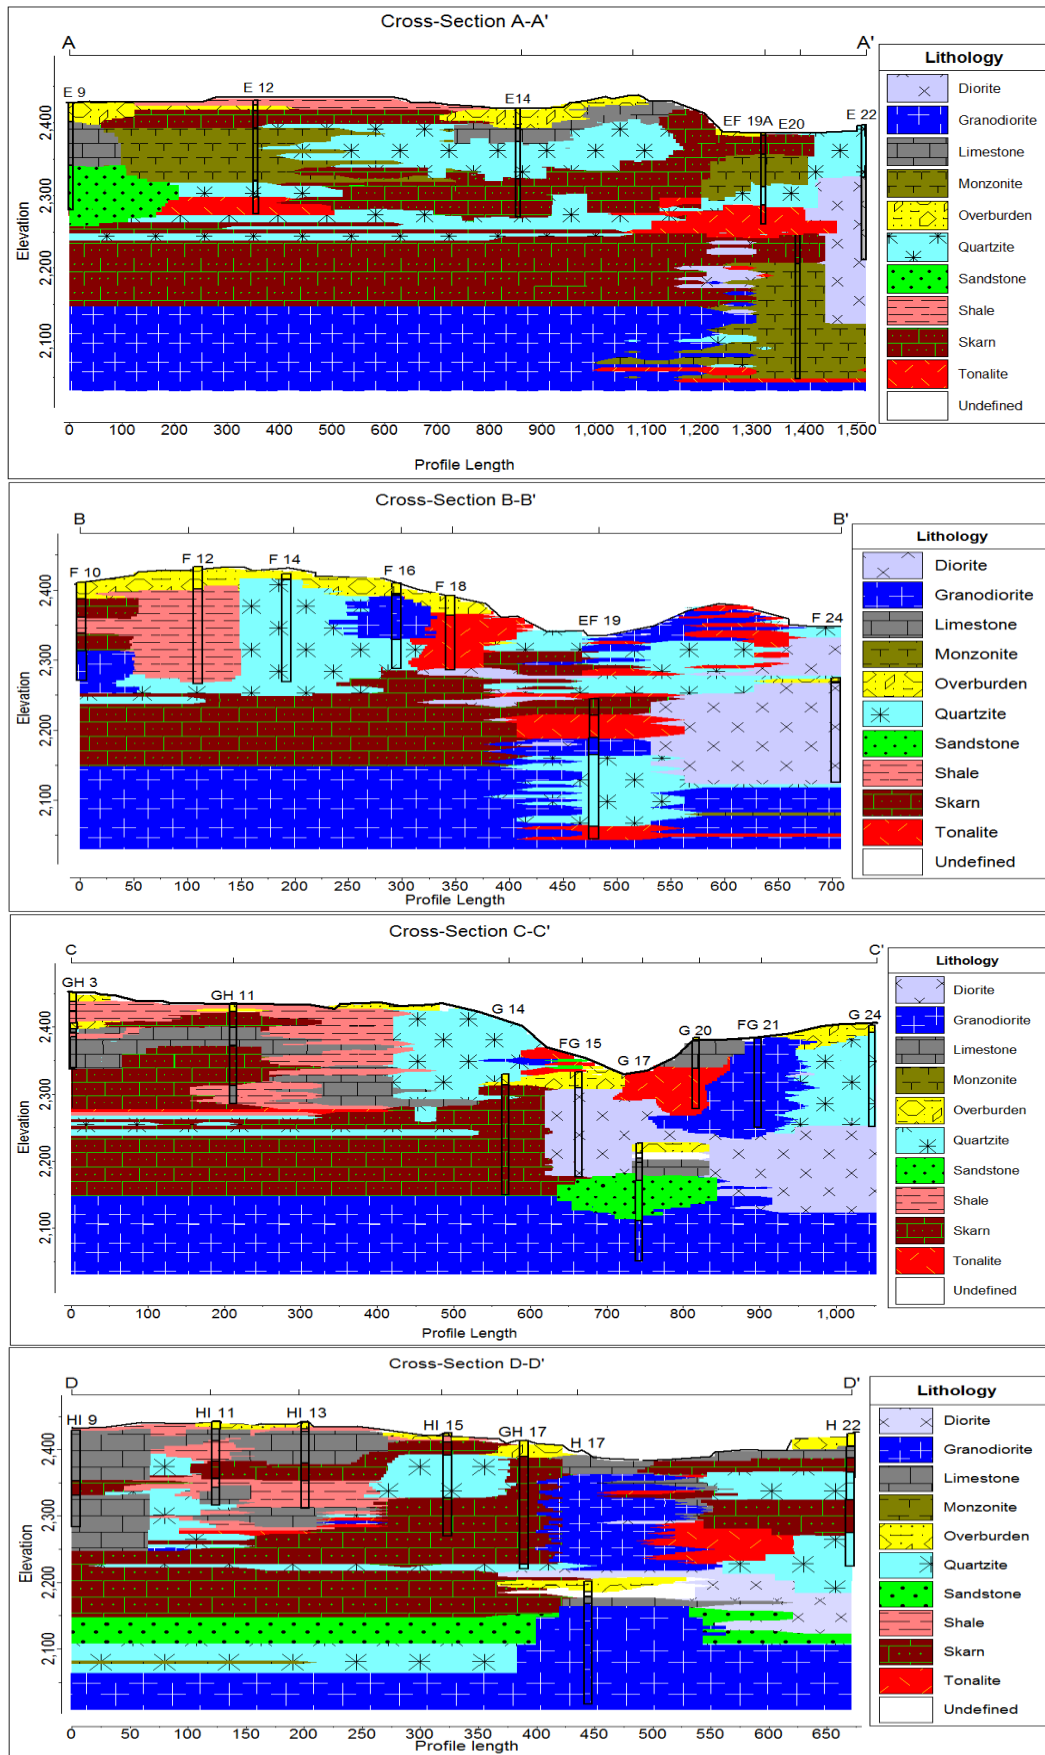 Cross-Section A-A'
A
A'
E 9
E 12
E14
EF 19A
E20
E 22
Elevation
2,400
2,300
2,200
2,100
0
100
200
300
400
500
600
700
800
900
1,000
1,100
1,200
1,300
1,400
1,500
Profile Length
Lithology
Diorite
Granodiorite
Limestone
Monzonite
Overburden
Quartzite
Sandstone
Shale
Skarn
Tonalite
Undefined
Cross-Section B-B'
B
B'
F 10
F 12
F 14
F 16
F 18
EF 19
F 24
Elevation
2,400
2,300
2,200
2,100
0
50
100
150
200
250
300
350
400
450
500
550
600
650
700
Profile Length
Lithology
Diorite
Granodiorite
Limestone
Monzonite
Overburden
Quartzite
Sandstone
Shale
Skarn
Tonalite
Undefined
Cross-Section C-C'
C
C'
GH 3
GH 11
G 14
FG 15
G 17
G 20
FG 21
G 24
Elevation
2,400
2,300
2,200
2,100
0
100
200
300
400
500
600
700
800
900
1,000
Profile Length
Lithology
Diorite
Granodiorite
Limestone
Monzonite
Overburden
Quartzite
Sandstone
Shale
Skarn
Tonalite
Undefined
Cross-Section D-D'
D
D'
HI 9
HI 11
HI 13
HI 15
GH 17
H 17
H 22
Elevation
2,400
2,300
2,200
2,100
0
50
100
150
200
250
300
350
400
450
500
550
600
650
Profile length
Lithology
Diorite
Granodiorite
Limestone
Monzonite
Overburden
Quartzite
Sandstone
Shale
Skarn
Tonalite
Undefined